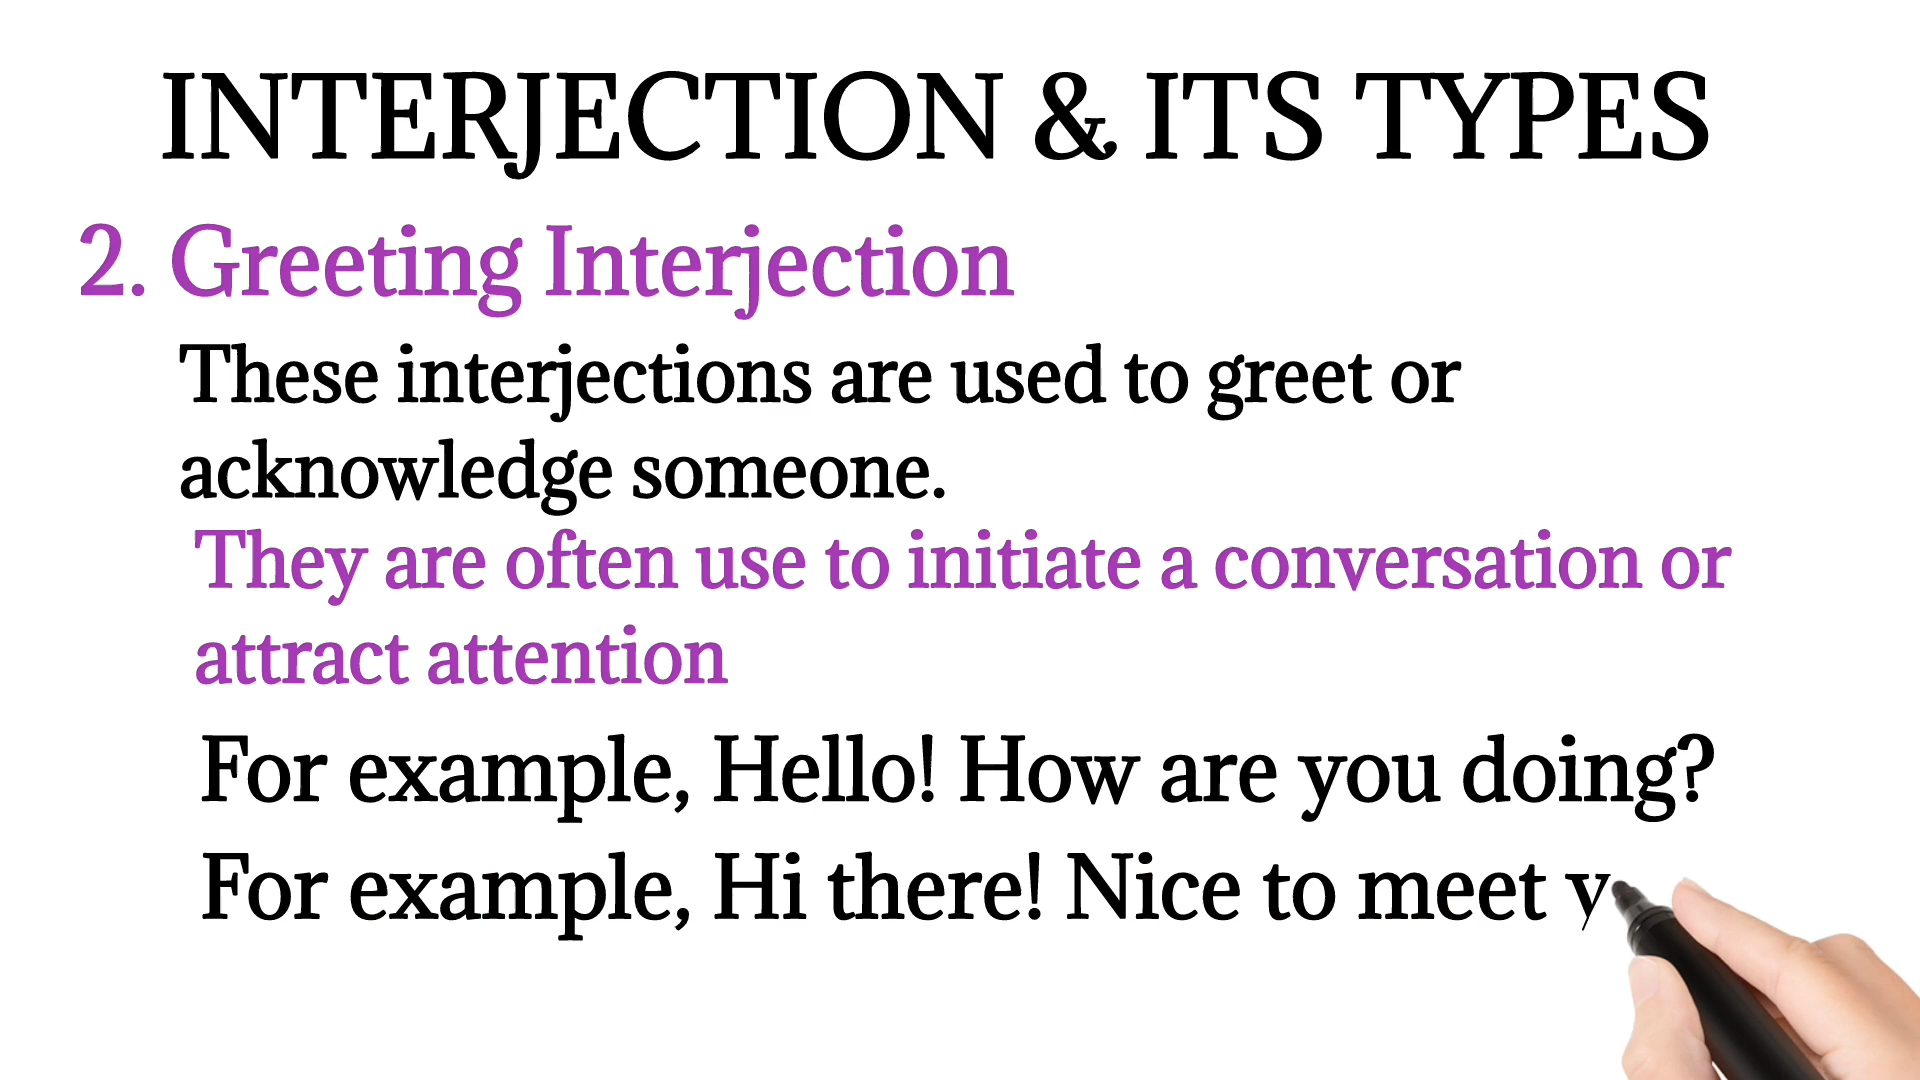 INTERJECTION & ITS TYPES
2. Greeting Interjection
These interjections are used to greet or
acknowledge someone.
They are often use to initiate a conversation or
attract attention
For example, Hello! How are you doing?
For example, Hi there! Nice to meet y